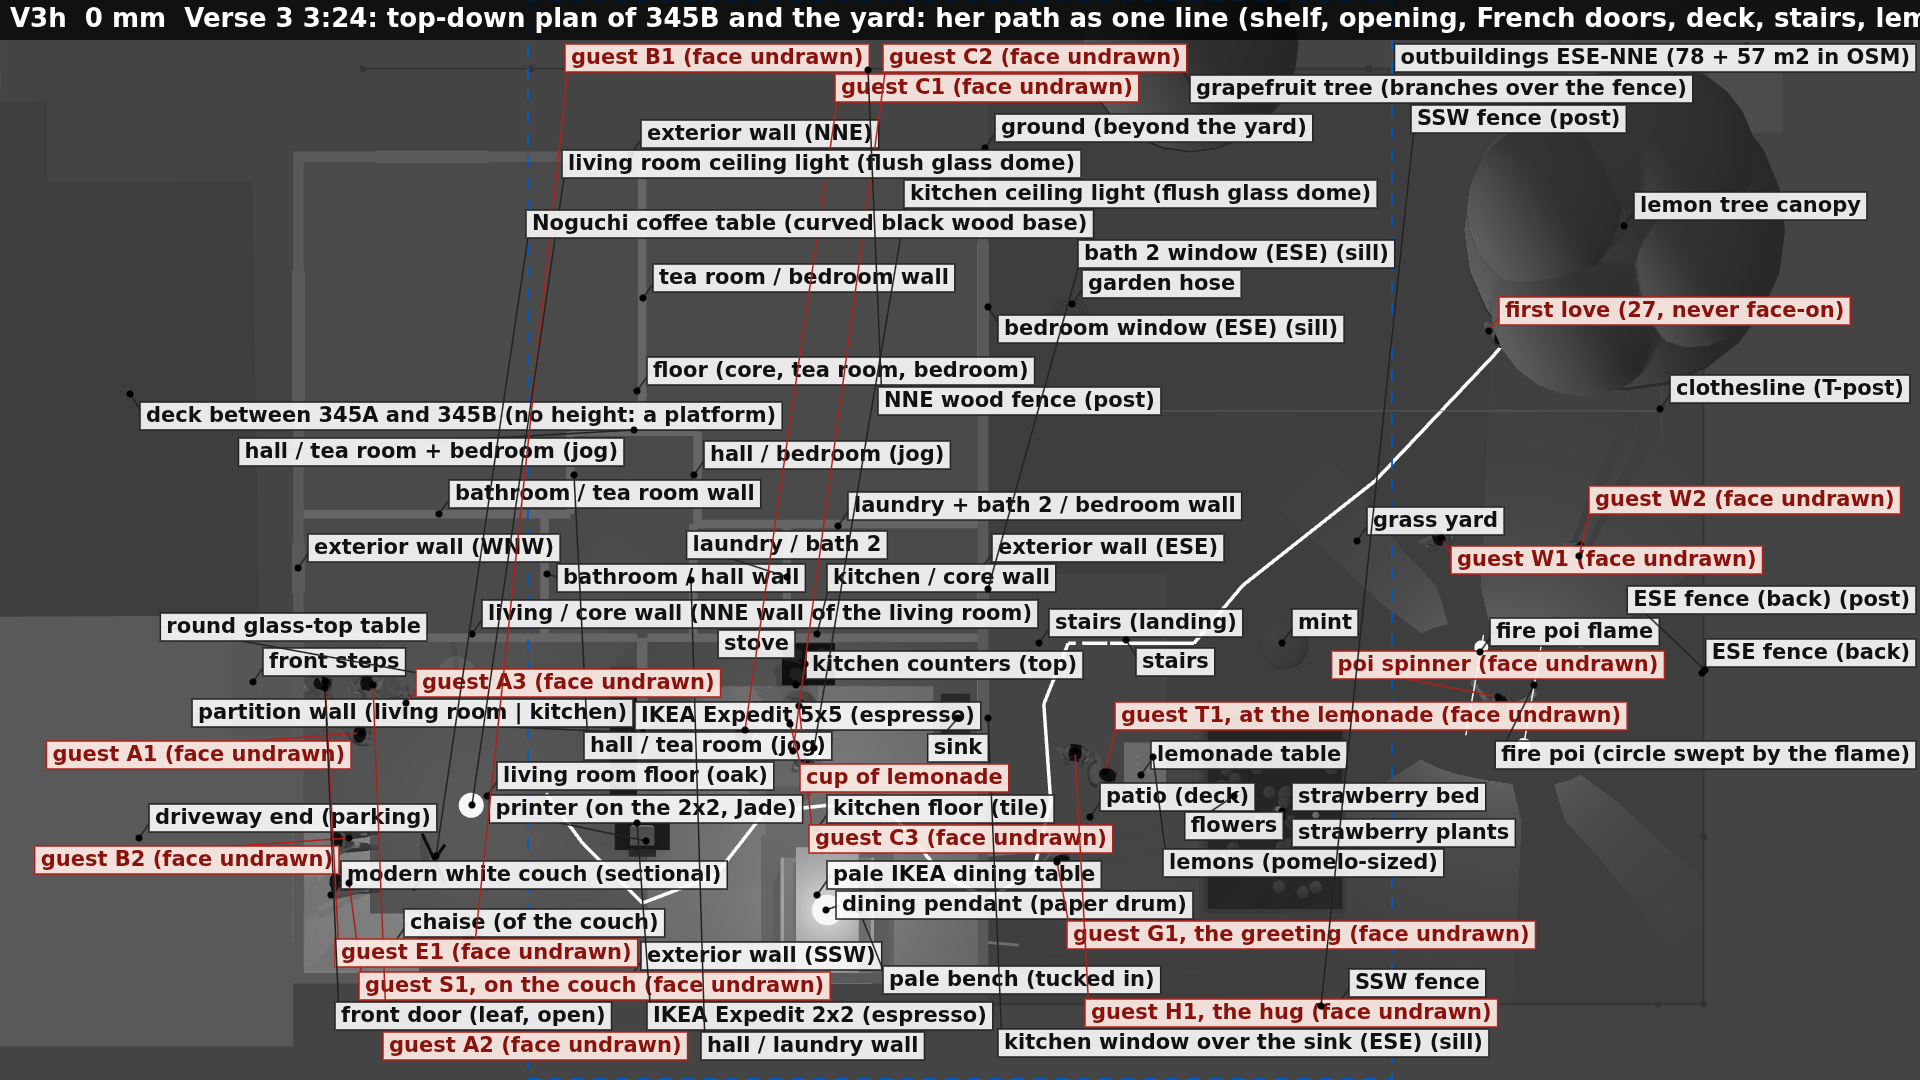 V3h 0 mm Verse 3 3:24: top-down plan of 345B and the yard: her path as one line (shelf, opening, French doors, deck, stairs, lem
guest B1 (face undrawn)
guest C2 (face undrawn)
outbuildings ESE-NNE (78 + 57 m2 in OSM)
guest C1 (face undrawn)
grapefruit tree (branches over the fence)
SSW fence (post)
exterior wall (NNE)
ground (beyond the yard)
living room ceiling light (flush glass dome)
kitchen ceiling light (flush glass dome)
lemon tree canopy
Noguchi coffee table (curved black wood base)
bath 2 window (ESE) (sill)
tea room / bedroom wall
garden hose
first love (27, never face-on)
bedroom window (ESE) (sill)
floor (core, tea room, bedroom)
clothesline (T-post)
NNE wood fence (post)
deck between 345A and 345B (no height: a platform)
hall / tea room + bedroom (jog)
hall / bedroom (jog)
bathroom / tea room wall
laundry + bath 2 / bedroom wall
guest W2 (face undrawn)
grass yard
exterior wall (WNW)
laundry / bath 2
exterior wall (ESE)
guest W1 (face undrawn)
bathroom / hall wall
kitchen / core wall
ESE fence (back) (post)
living / core wall (NNE wall of the living room)
round glass-top table
stairs (landing)
mint
fire poi flame
stove
ESE fence (back)
front steps
kitchen counters (top)
stairs
poi spinner (face undrawn)
guest A3 (face undrawn)
partition wall (living room | kitchen)
IKEA Expedit 5x5 (espresso)
guest T1, at the lemonade (face undrawn)
guest A1 (face undrawn)
hall / tea room (jog)
sink
lemonade table
fire poi (circle swept by the flame)
living room floor (oak)
cup of lemonade
driveway end (parking)
printer (on the 2x2, Jade)
kitchen floor (tile)
patio (deck)
strawberry bed
flowers
strawberry plants
guest C3 (face undrawn)
guest B2 (face undrawn)
modern white couch (sectional)
pale IKEA dining table
lemons (pomelo-sized)
dining pendant (paper drum)
chaise (of the couch)
guest G1, the greeting (face undrawn)
guest E1 (face undrawn)
exterior wall (SSW)
pale bench (tucked in)
SSW fence
guest S1, on the couch (face undrawn)
front door (leaf, open)
IKEA Expedit 2x2 (espresso)
guest H1, the hug (face undrawn)
guest A2 (face undrawn)
hall / laundry wall
kitchen window over the sink (ESE) (sill)